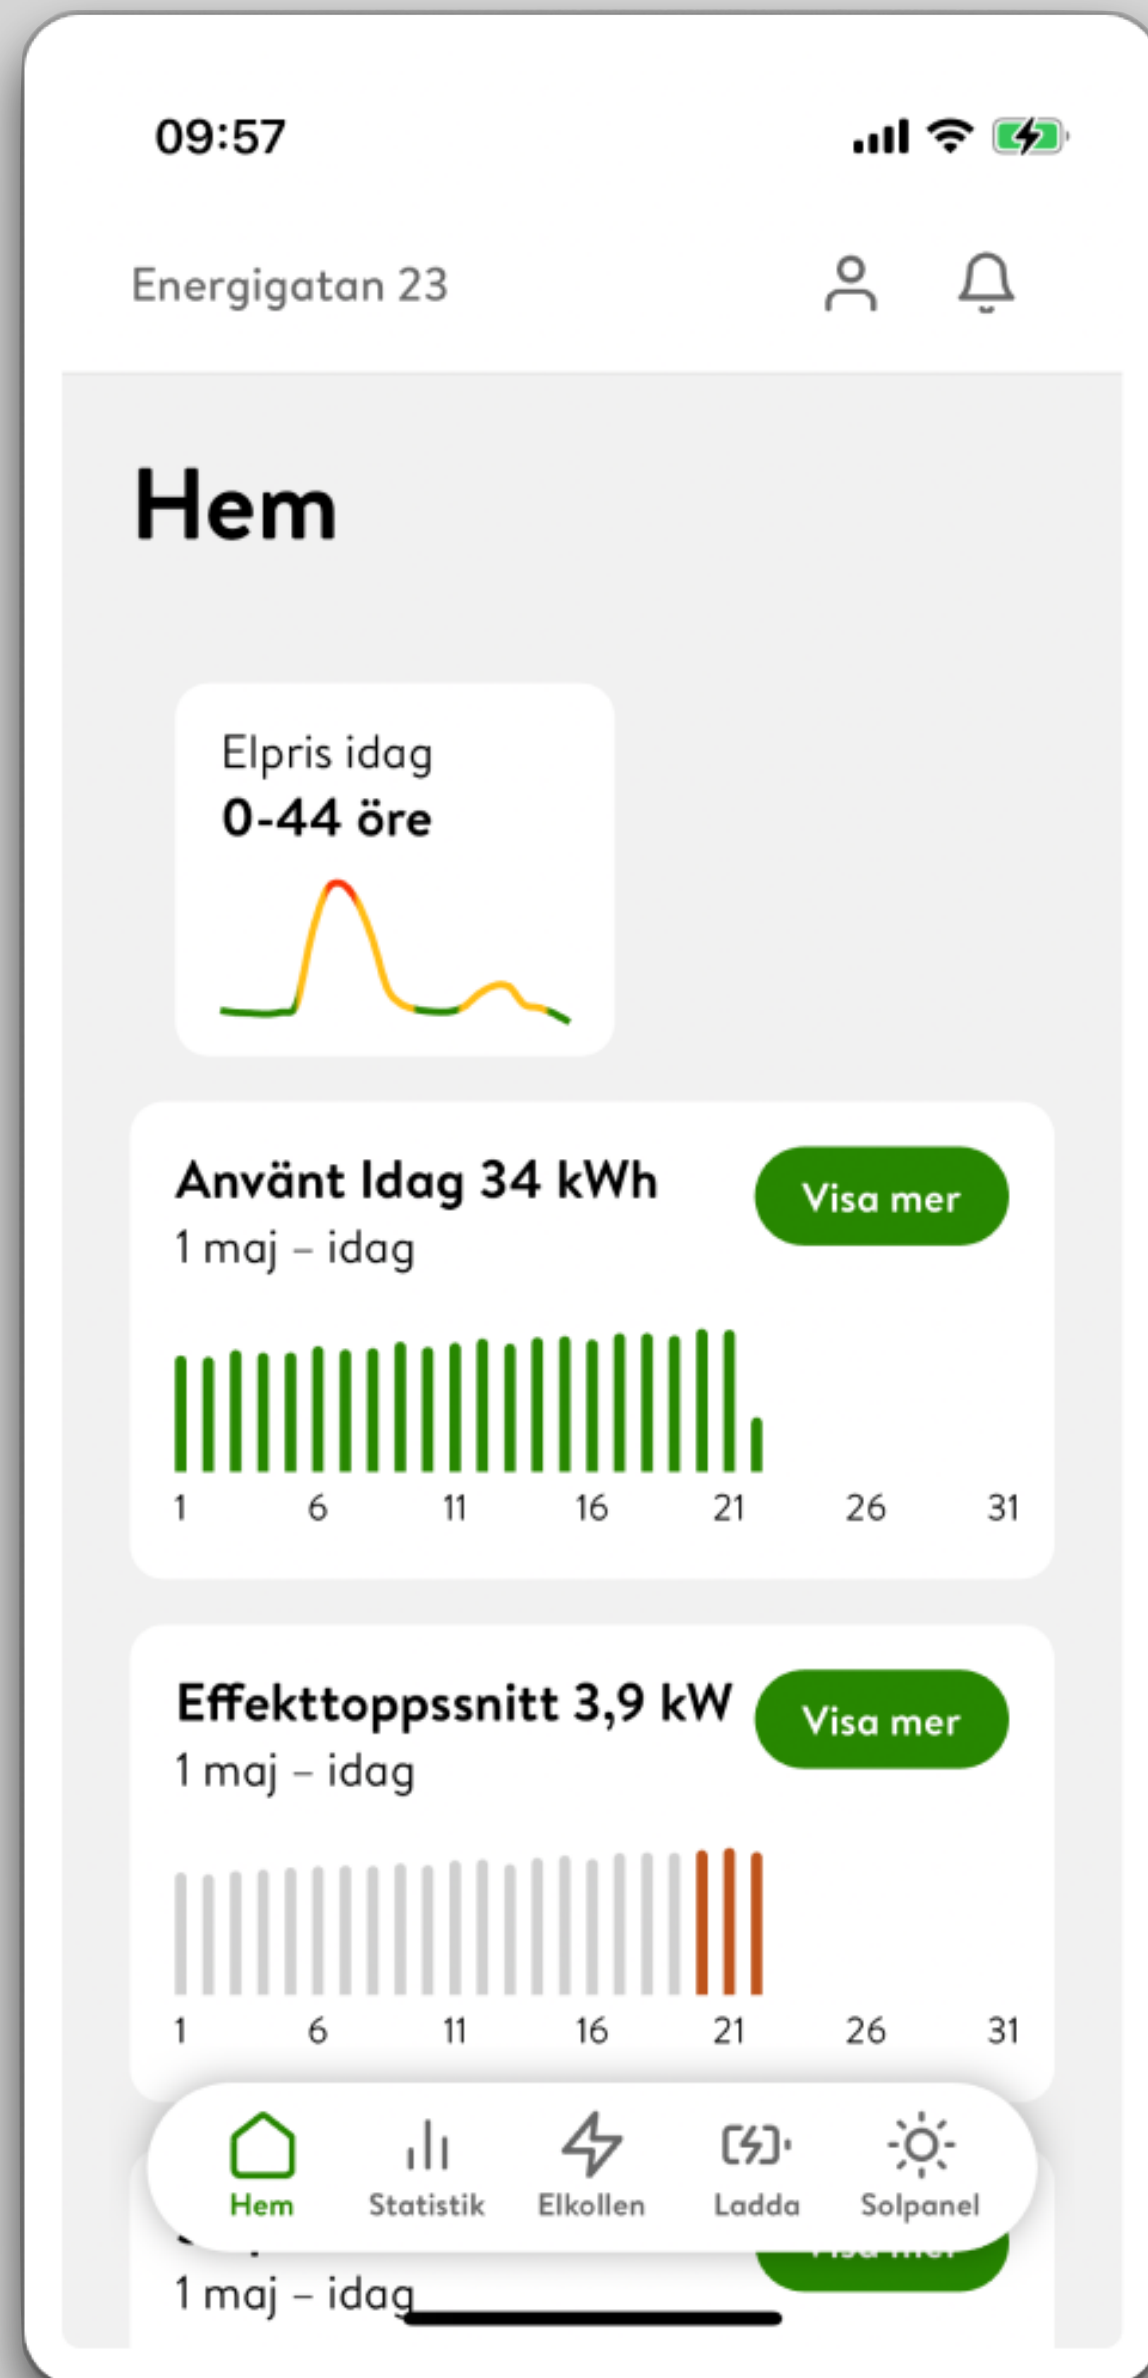 09:57
Energigatan 23
Hem
Elpris idag
0-44 öre
Använt Idag 34 kWh
Visa mer
1 maj – idag
1 6 11 16 21 26 31
Effekttoppssnitt 3,9 kW
Visa mer
1 maj – idag
1 6 11 16 21 26 31
Hem Statistik Elkollen Ladda Solpanel
1 maj – idag